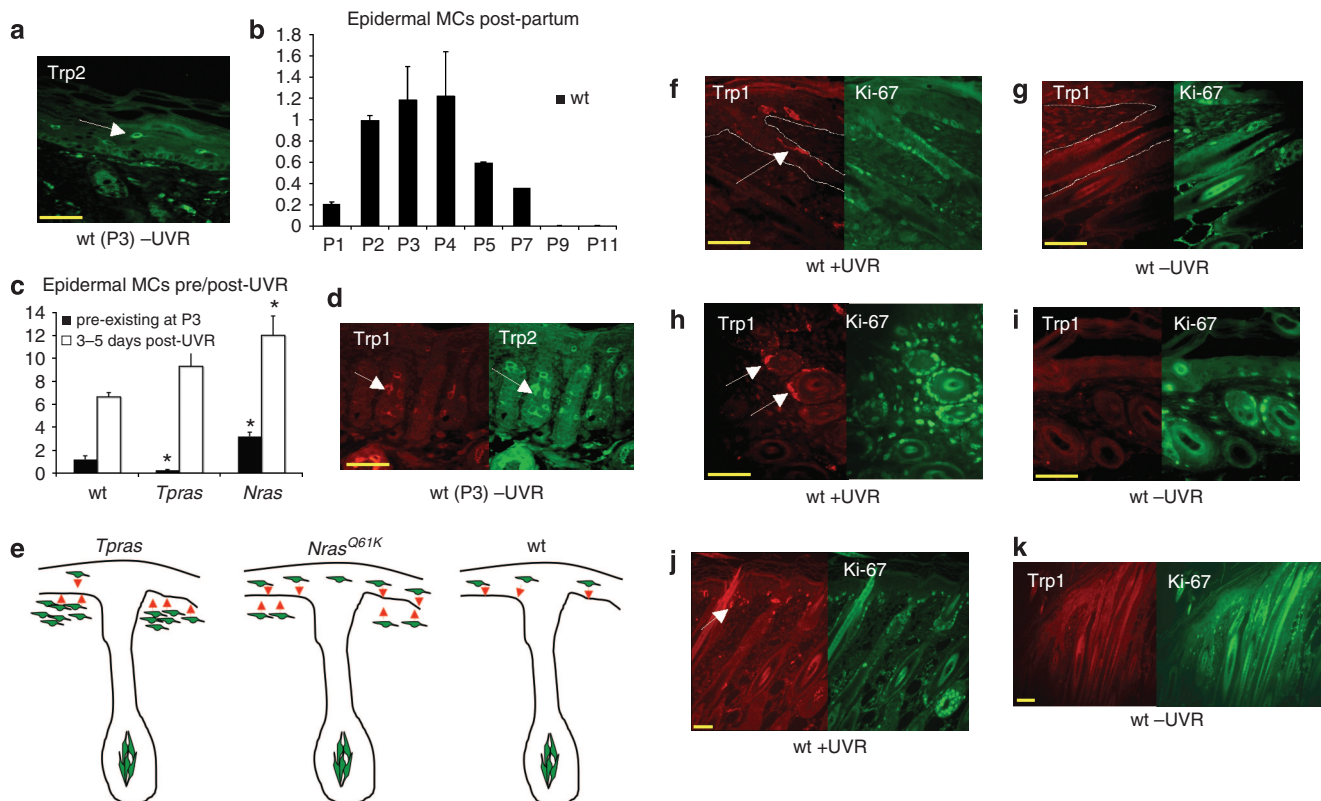 a
Trp2
wt (P3) –UVR
b
Epidermal MCs post-partum
1.8
1.6
1.4
1.2
1
0.8
0.6
0.4
0.2
0
wt
P1 P2 P3 P4 P5 P7 P9 P11
c
Epidermal MCs pre/post-UVR
14
12
10
8
6
4
2
0
pre-existing at P3
3–5 days post-UVR
* * *
wt Tpras Nras
d
Trp1 Trp2
wt (P3) –UVR
e
Tpras NrasQ61K wt
f
Trp1 Ki-67
wt +UVR
g
Trp1 Ki-67
wt –UVR
h
Trp1 Ki-67
wt +UVR
i
Trp1 Ki-67
wt –UVR
j
Ki-67
wt +UVR
k
Trp1 Ki-67
wt –UVR